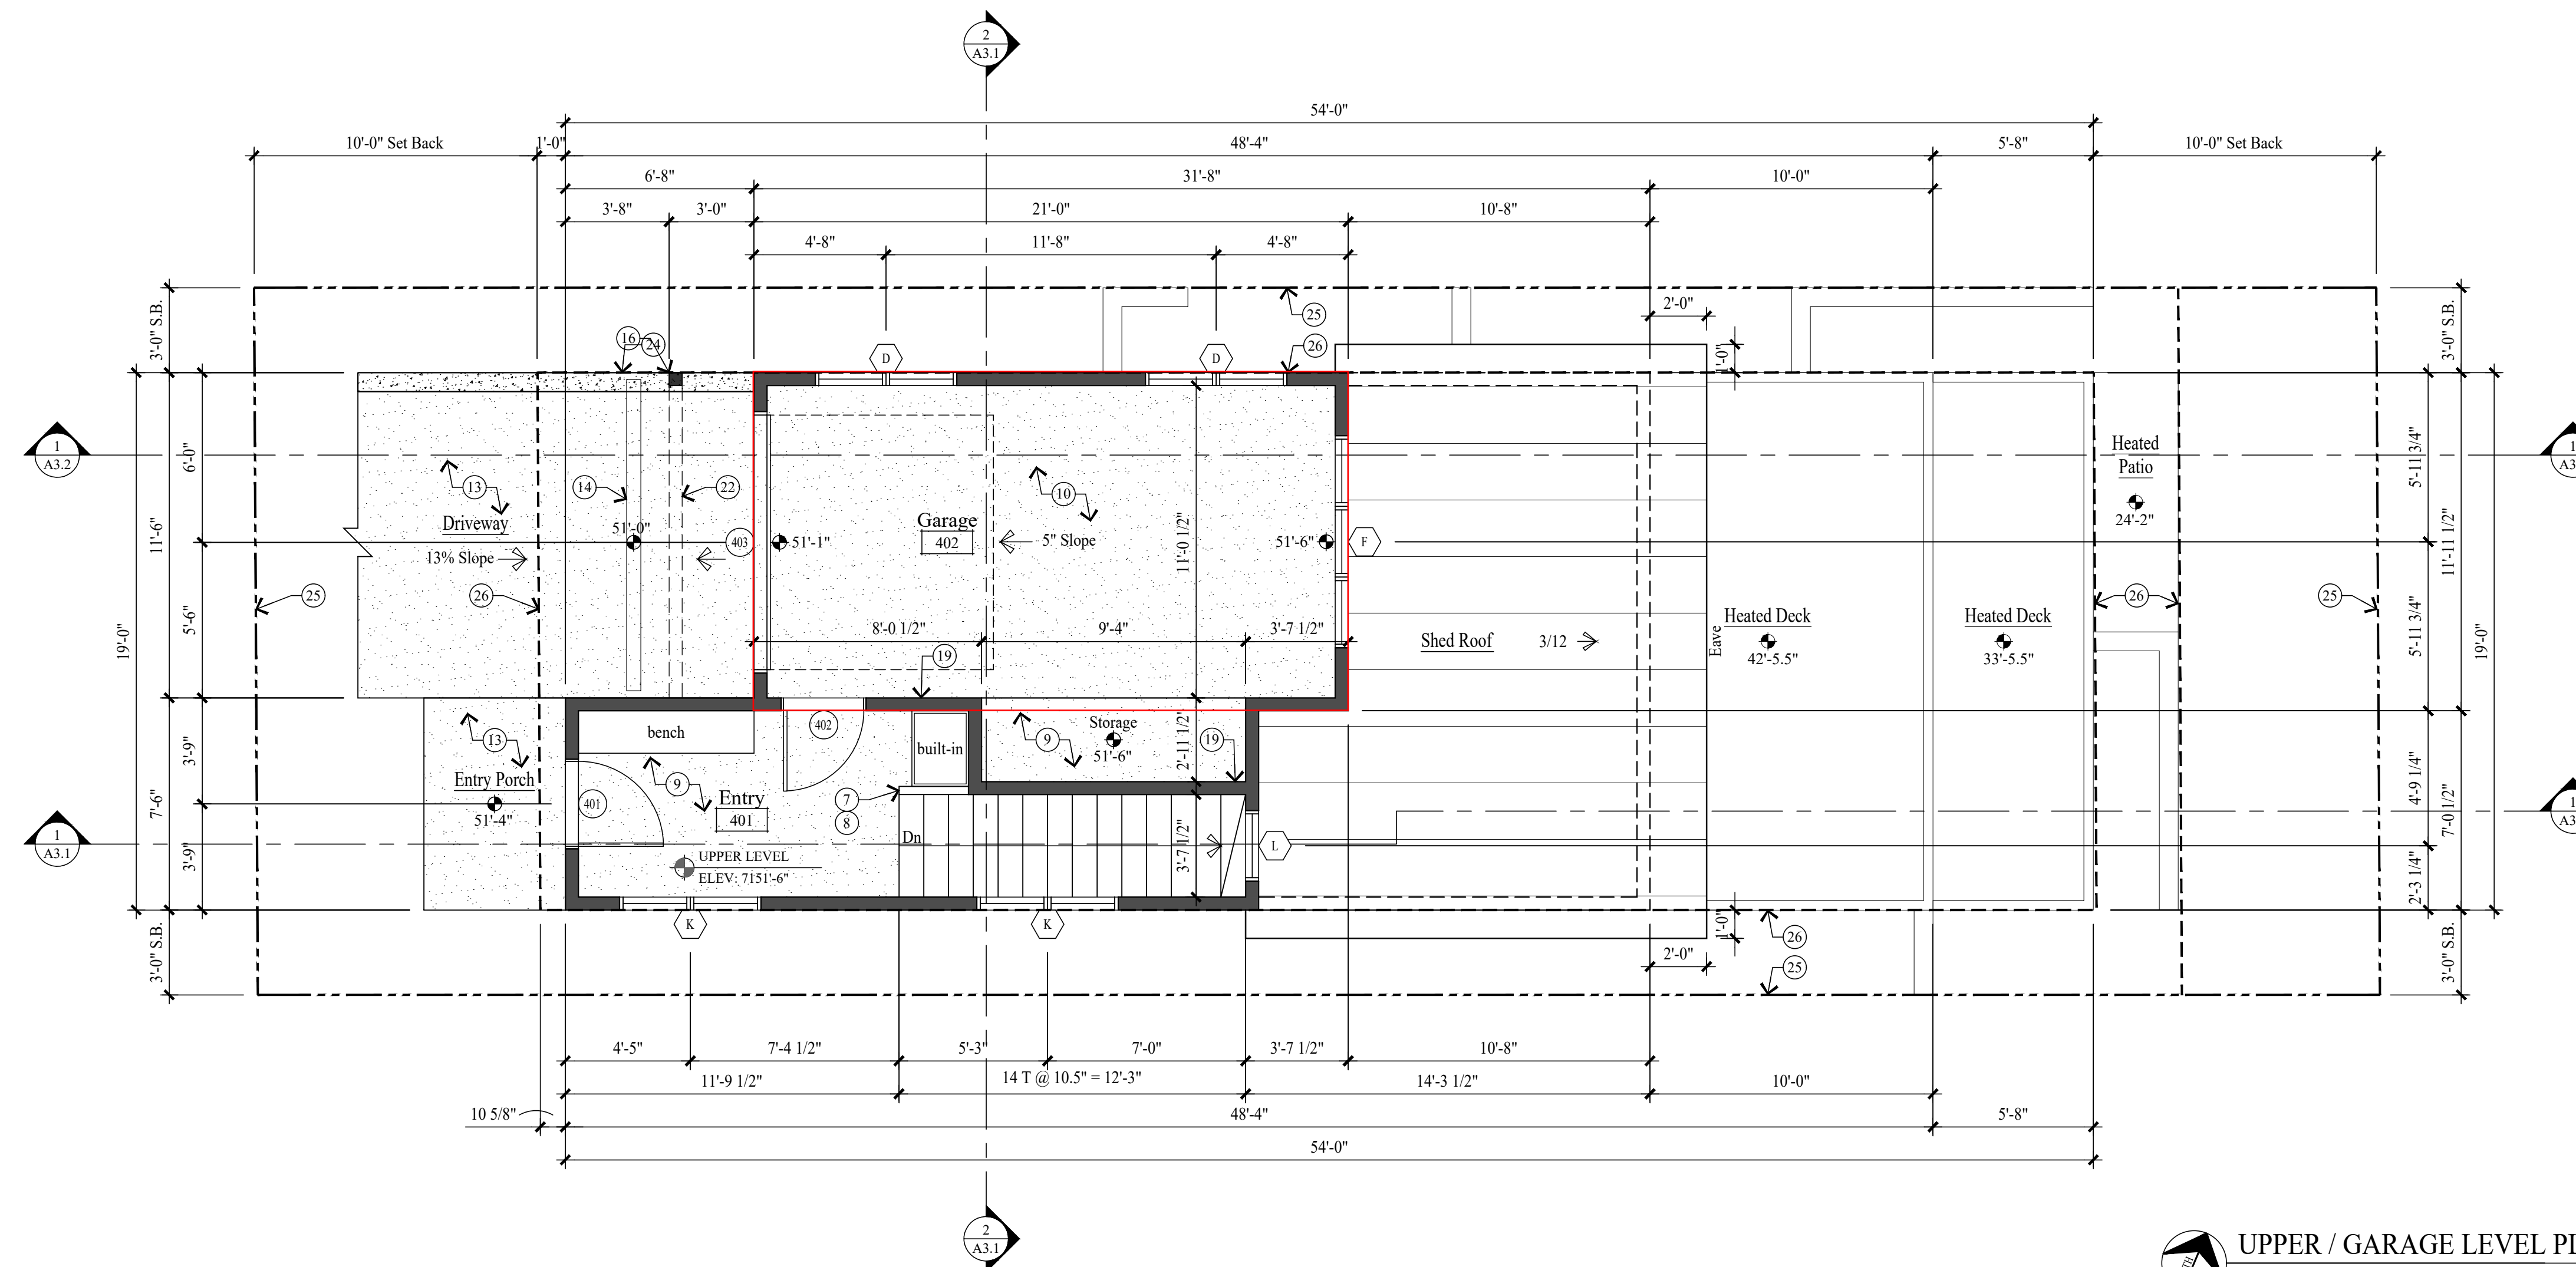 2
A3.1
54'-0"
10'-0" Set Back
1'-0"
48'-4"
5'-8"
10'-0" Set Back
6'-8"
31'-8"
10'-0"
3'-8"
3'-0"
21'-0"
10'-8"
4'-8"
11'-8"
4'-8"
3'-0" S.B.
2'-0"
25
3'-0" S.B.
16
24
D
D
26
1'-0"
1
A3.2
6'-0"
13
14
22
10
Heated
Patio
24'-2"
5'-11 3/4"
1
Driveway
51'-0"
Garage
402
11'-6"
403
51'-1"
5" Slope
11'-0 1/2"
51'-6"
F
11'-11 1/2"
13% Slope
25
26
26
25
19'-0"
5'-6"
8'-0 1/2"
9'-4"
3'-7 1/2"
Shed Roof
3/12
Eave
Heated Deck
42'-5.5"
Heated Deck
33'-5.5"
5'-11 3/4"
19'-0"
19
bench
402
built-in
Storage
51'-6"
9
2'-11 1/2"
19
13
3'-9"
9
Entry Porch
51'-4"
401
Entry
401
7
8
7'-6"
4'-9 1/4"
7'-0 1/2"
1
1
A3.1
3'-9"
Dn
3'-7 1/2"
L
UPPER LEVEL
ELEV: 7151'-6"
2'-3 1/4"
K
K
1'-0"
26
3'-0" S.B.
2'-0"
25
3'-0" S.B.
4'-5"
7'-4 1/2"
5'-3"
7'-0"
3'-7 1/2"
10'-8"
11'-9 1/2"
14 T @ 10.5" = 12'-3"
14'-3 1/2"
10'-0"
10 5/8"
48'-4"
5'-8"
54'-0"
2
A3.1
UPPER / GARAGE LEVEL